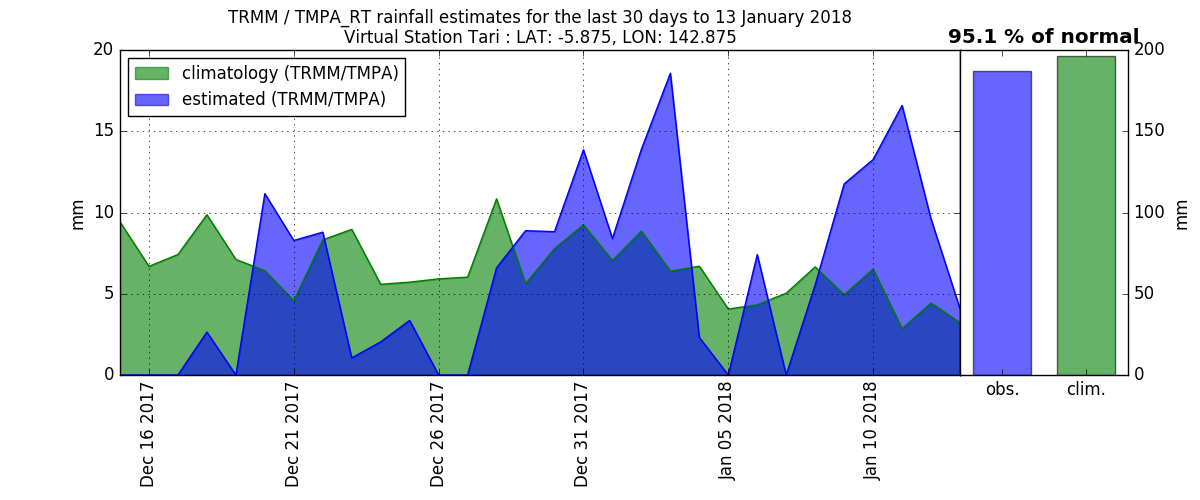 TRMM / TMPA_RT rainfall estimates for the last 30 days to 13 January 2018
Virtual Station Tari : LAT: -5.875, LON: 142.875
95.1 % of normal
climatology (TRMM/TMPA)
estimated (TRMM/TMPA)
20
15
10
5
0
mm
200
150
100
50
0
mm
Dec 16 2017
Dec 21 2017
Dec 26 2017
Dec 31 2017
Jan 05 2018
Jan 10 2018
obs.
clim.